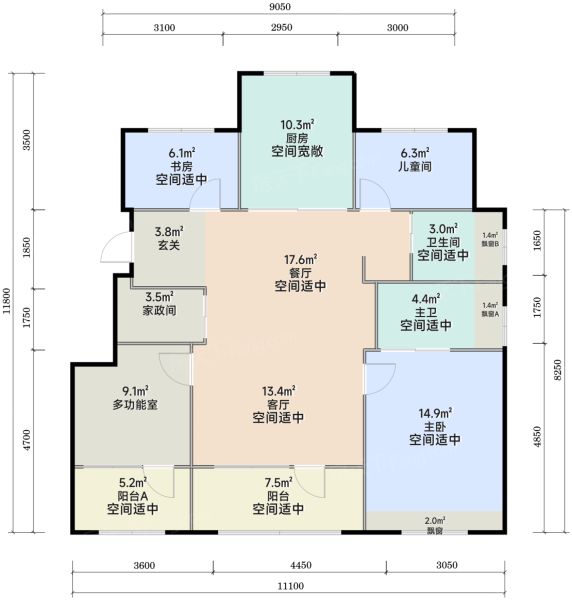 9050
3100
2950
3000
10.3㎡
厨房
空间宽敞
6.1㎡
书房
空间适中
6.3㎡
儿童间
3500
3.8㎡
玄关
17.6㎡
餐厅
空间适中
3.0㎡
卫生间
空间适中
1.4㎡
飘窗B
1850
1650
11800
3.5㎡
家政间
4.4㎡
主卫
空间适中
1.4㎡
飘窗A
1750
1750
8250
9.1㎡
多功能室
13.4㎡
客厅
空间适中
14.9㎡
主卧
空间适中
4700
4850
5.2㎡
阳台A
空间适中
7.5㎡
阳台
空间适中
2.0㎡
飘窗
3600
4450
3050
11100